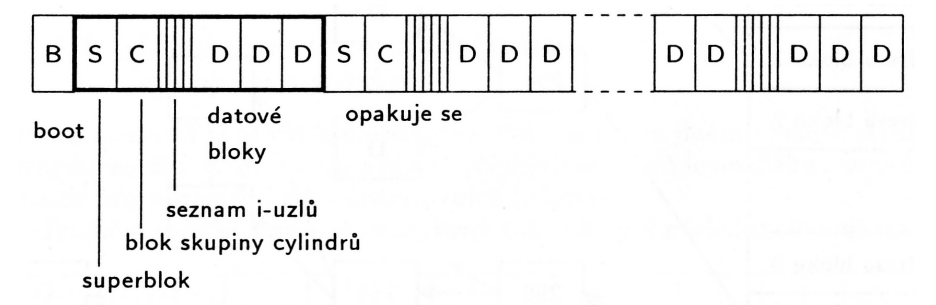 B S C D D D S C D D D D D D D D
boot
datové
bloky
opakuje se
seznam i-uzlů
blok skupiny cylindrů
superblok